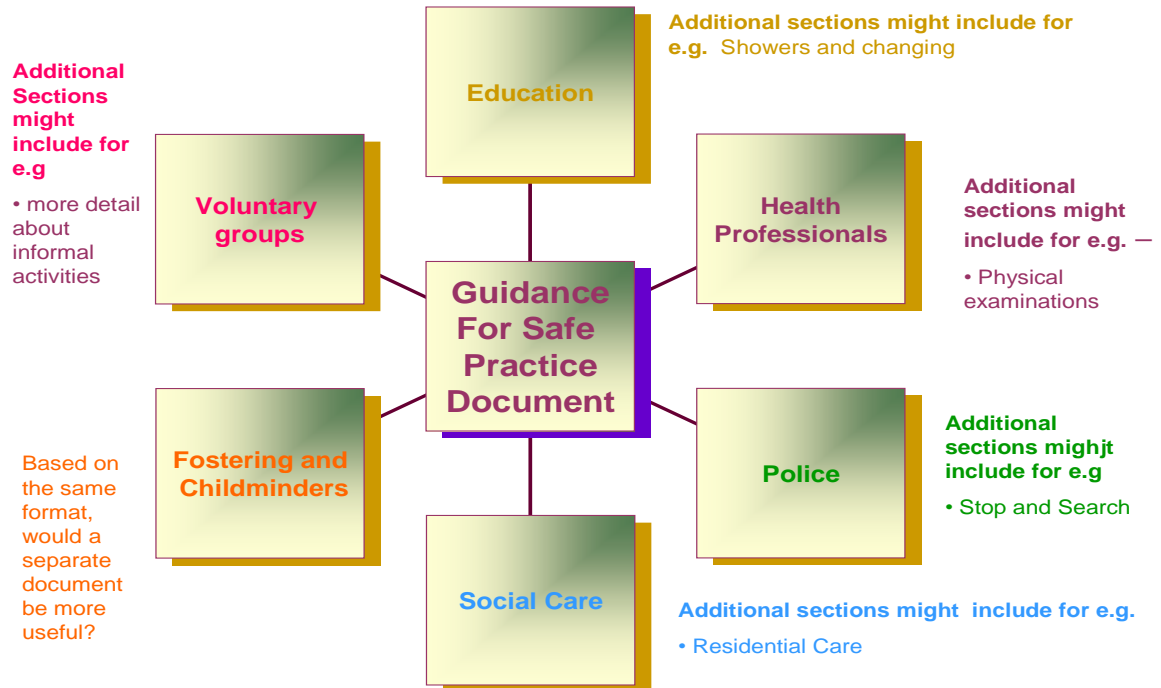 Additional sections might include for
e.g. Showers and changing
Education
Additional
Sections
might
include for
e.g
• more detail
about
informal
activities
Voluntary
groups
Health
Professionals
Additional
sections might
include for e.g. –
• Physical
examinations
Guidance
For Safe
Practice
Document
Based on
the same
format,
would a
separate
document
be more
useful?
Fostering and
Childminders
Police
Additional
sections mighjt
include for e.g
• Stop and Search
Social Care
Additional sections might include for e.g.
• Residential Care